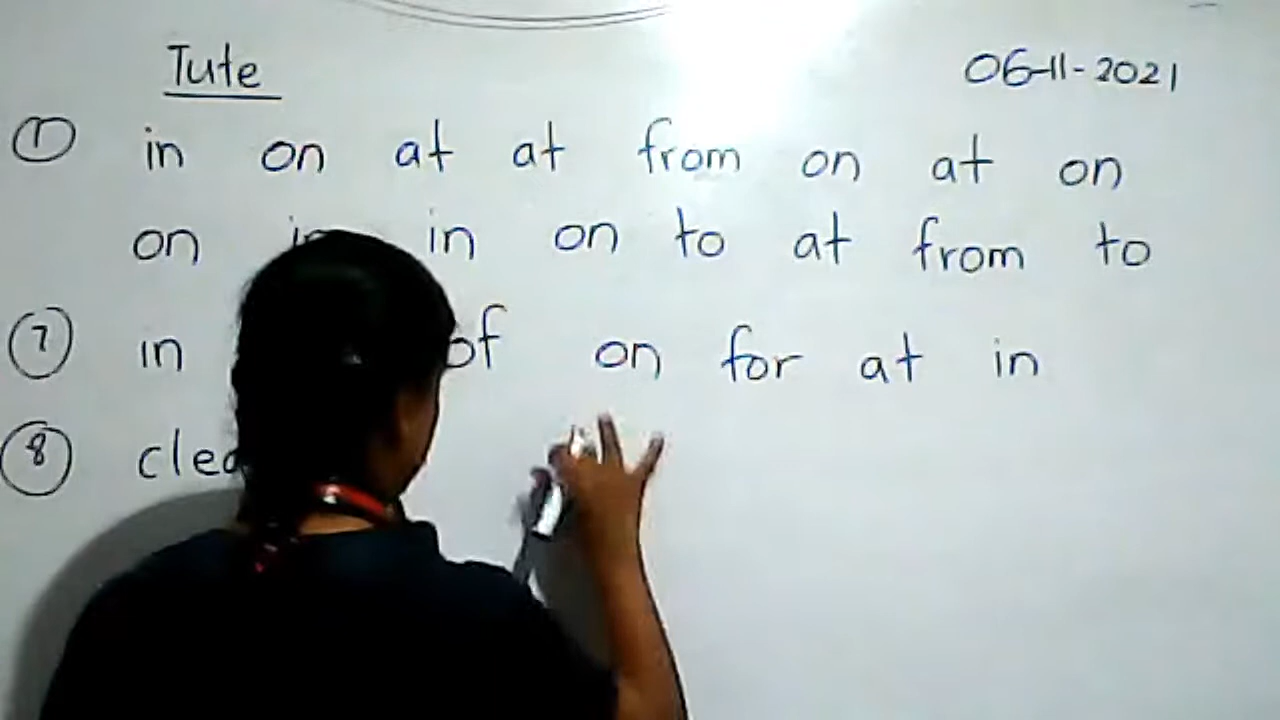 Tute 06-11-2021
① in on at at from on at on
on in in on to at from to
⑦ in of on for at in
⑧